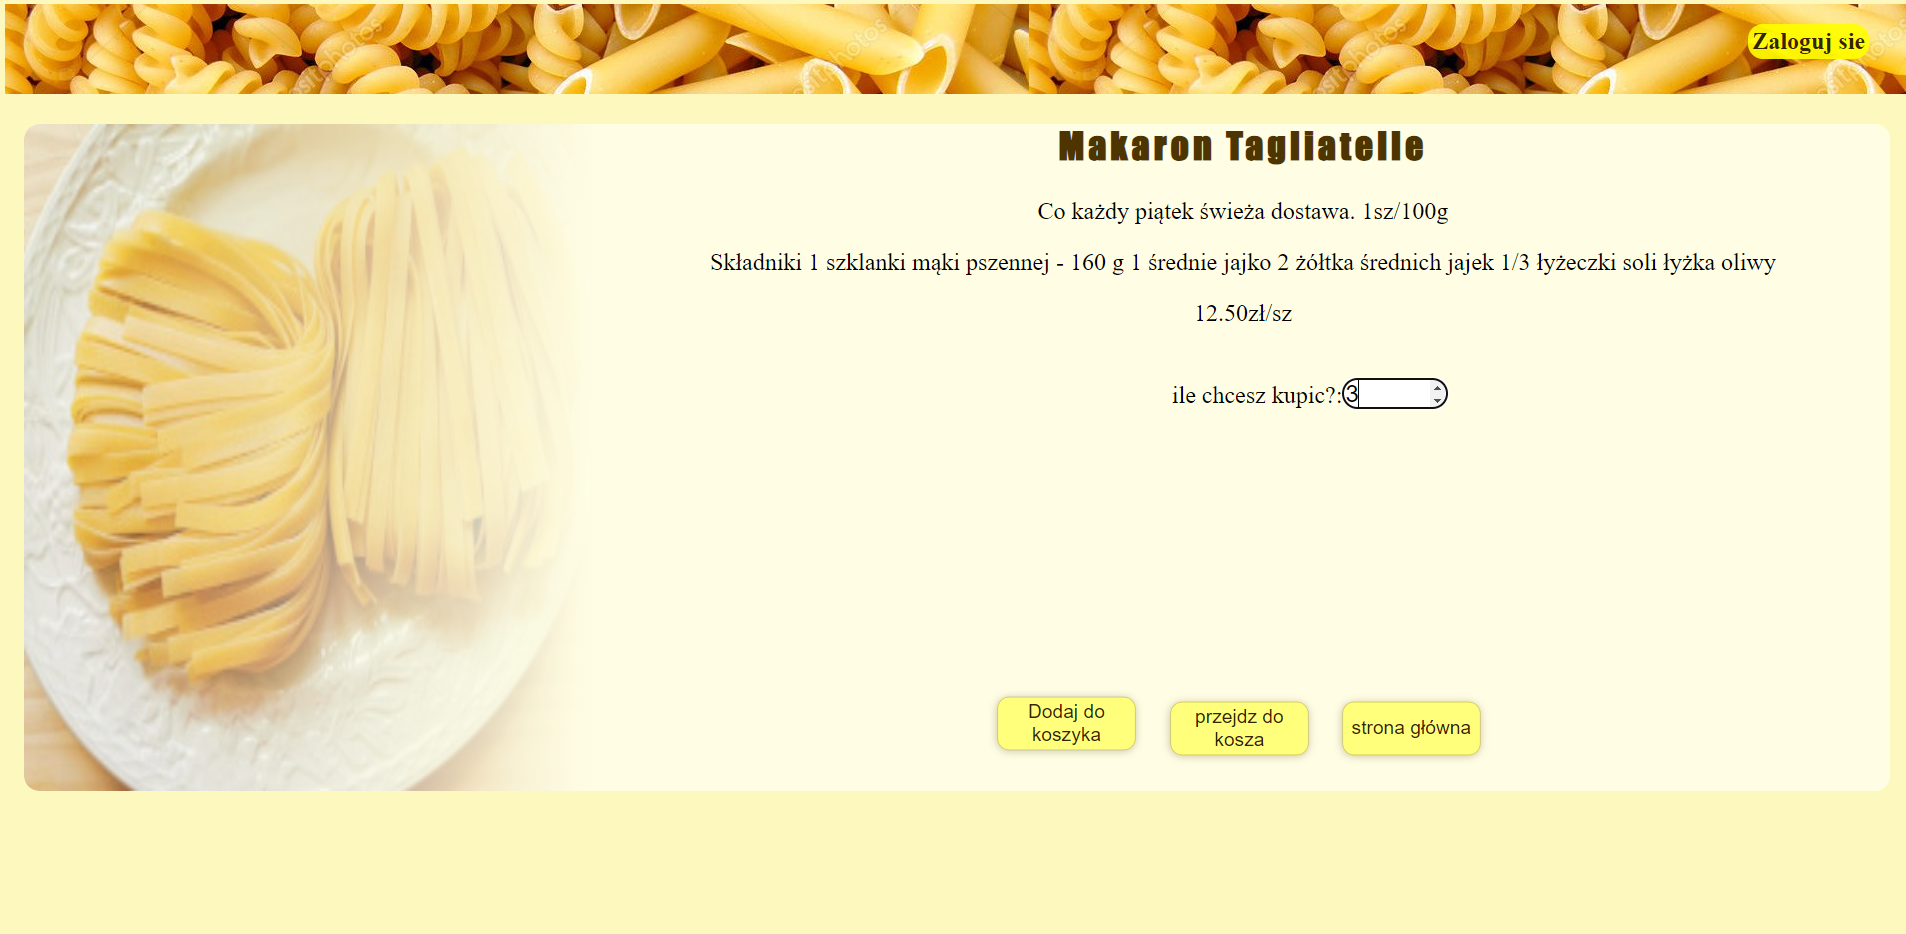 Zaloguj sie
Makaron Tagliatelle
Co każdy piątek świeża dostawa. 1sz/100g
Składniki 1 szklanki mąki pszennej - 160 g 1 średnie jajko 2 żółtka średnich jajek 1/3 łyżeczki soli łyżka oliwy
12.50zł/sz
ile chcesz kupic?:3
Dodaj do
koszyka
przejdz do
kosza
strona główna